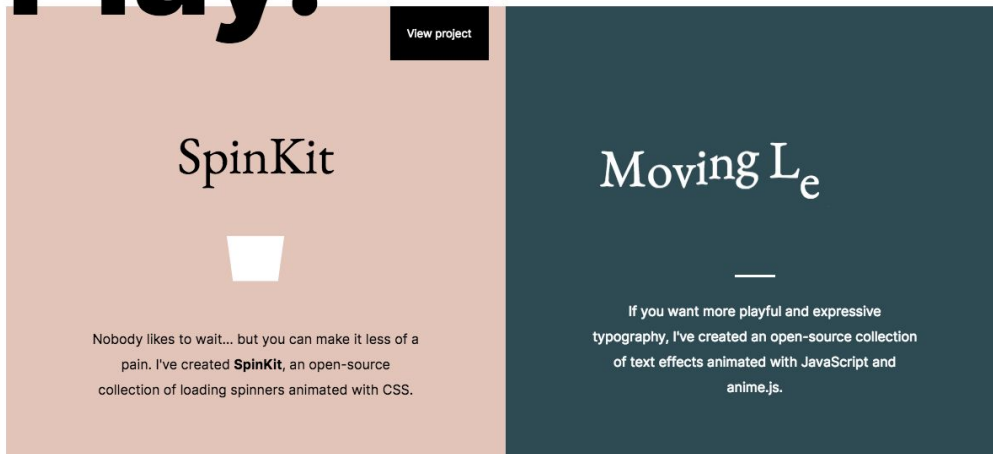 Play.
View project
SpinKit
Nobody likes to wait... but you can make it less of a
pain. I've created SpinKit, an open-source
collection of loading spinners animated with CSS.
Moving Le
If you want more playful and expressive
typography, I've created an open-source collection
of text effects animated with JavaScript and
anime.js.